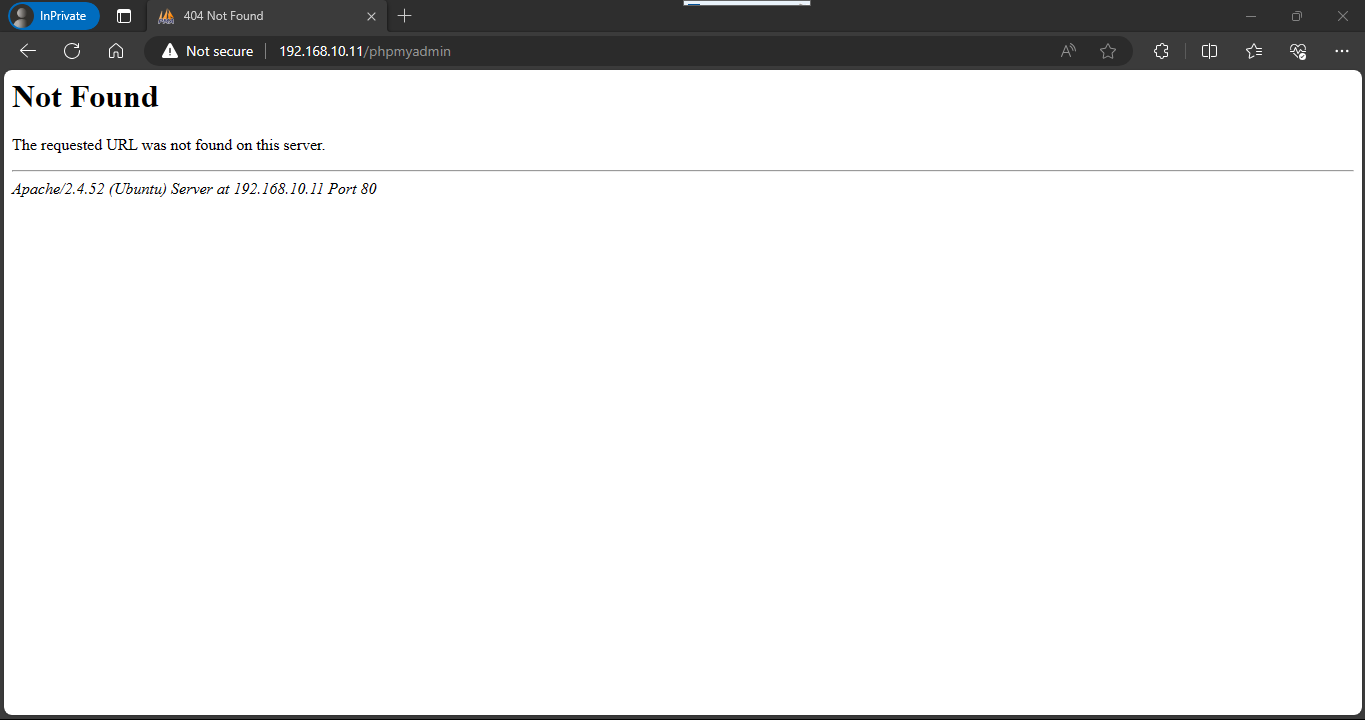 InPrivate
404 Not Found
Not secure
192.168.10.11/phpmyadmin
Not Found
The requested URL was not found on this server.
Apache/2.4.52 (Ubuntu) Server at 192.168.10.11 Port 80